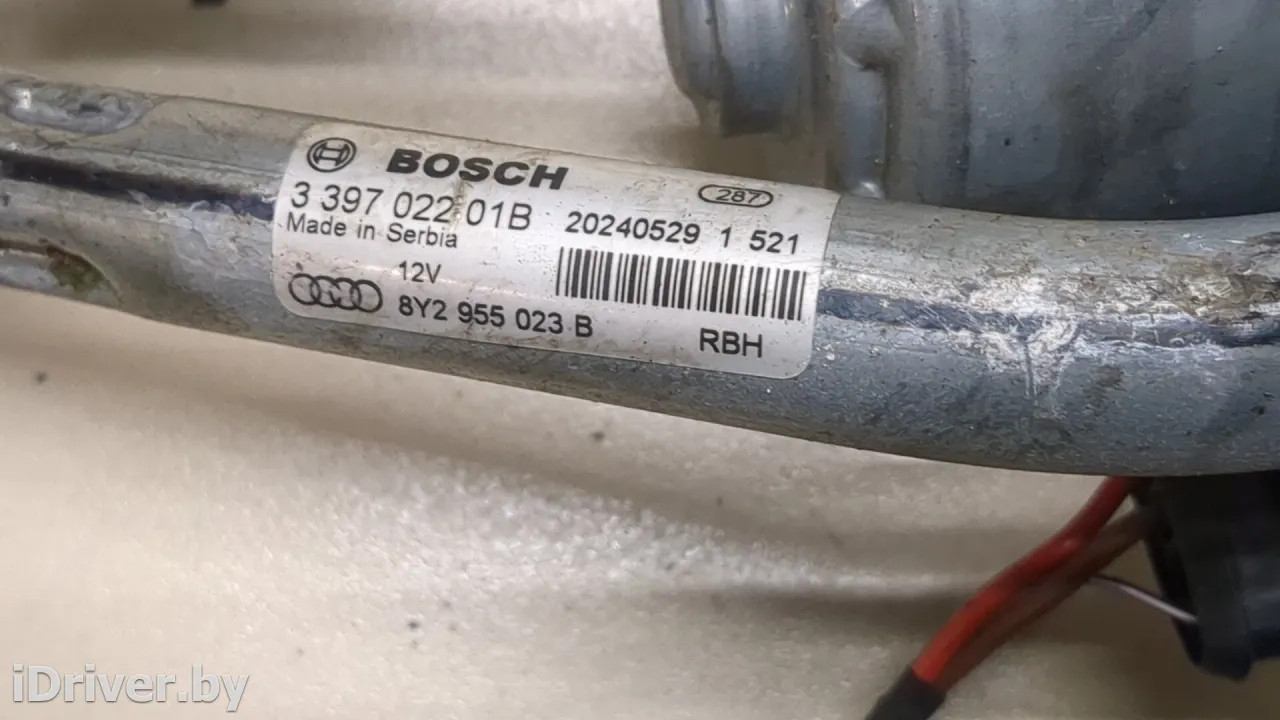 BOSCH
287
3 397 022 01B 20240529 1 521
Made in Serbia
12V
8Y2 955 023 B
RBH
iDriver.by